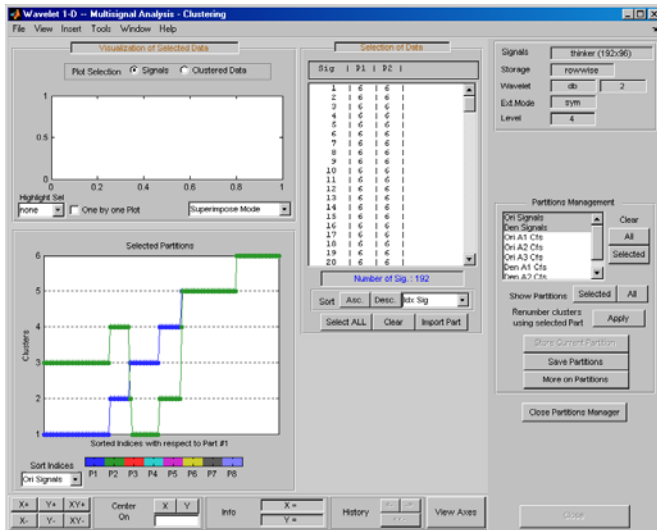 Wavelet 1-D -- Multisignal Analysis - Clustering
File View Insert Tools Window Help
Visualization of Selected Data
Plot Selection Signals Clustered Data
1
0.5
0
0 0.2 0.4 0.6 0.8 1
Highlight Sel
none One by one Plot Superimpose Mode
Selected Partitions
6
5
4
3
2
1
Clusters
Sorted Indices with respect to Part #1
Sort Indices
Ori Signals
P1 P2 P3 P4 P5 P6 P7 P8
Selection of Data
Sig | P1 | P2 |
1 | 6 | 6 |
2 | 6 | 6 |
3 | 6 | 6 |
4 | 6 | 6 |
5 | 6 | 6 |
6 | 6 | 6 |
7 | 6 | 6 |
8 | 6 | 6 |
9 | 6 | 6 |
10 | 6 | 6 |
11 | 6 | 6 |
12 | 6 | 6 |
13 | 6 | 6 |
14 | 6 | 6 |
15 | 6 | 6 |
16 | 6 | 6 |
17 | 6 | 6 |
18 | 6 | 6 |
19 | 6 | 6 |
20 | 6 | 6 |
Number of Sig. : 192
Sort Asc. Desc. Idx Sig
Select ALL Clear Import Part
Signals thinker (192x96)
Storage rowwise
Wavelet db 2
Ext.Mode sym
Level 4
Partitions Management
Ori Signals
Den Signals
Ori A1 Cfs
Ori A2 Cfs
Ori A3 Cfs
Den A1 Cfs
Den A2 Cfs
Clear
All
Selected
Show Partitions Selected All
Renumber clusters
using selected Part Apply
Store Current Partition
Save Partitions
More on Partitions
Close Partitions Manager
X+ Y+ XY+
X- Y- XY-
Center
On
X Y
Info
X =
Y =
History
<- ->
<<-
View Axes
Close